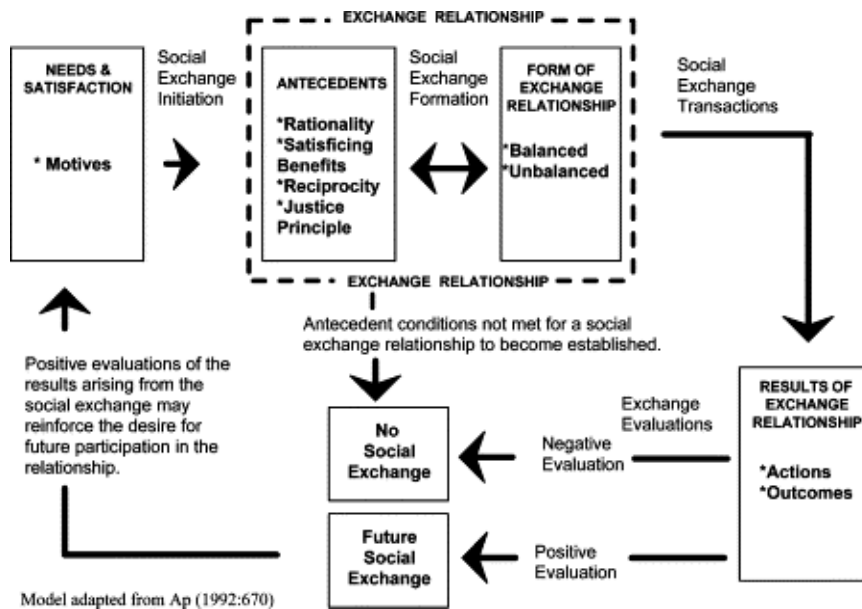 EXCHANGE RELATIONSHIP
NEEDS &
SATISFACTION
* Motives
Social
Exchange
Initiation
ANTECEDENTS
*Rationality
*Satisficing
Benefits
*Reciprocity
*Justice
Principle
Social
Exchange
Formation
FORM OF
EXCHANGE
RELATIONSHIP
*Balanced
*Unbalanced
Social
Exchange
Transactions
EXCHANGE RELATIONSHIP
Antecedent conditions not met for a social
exchange relationship to become established.
Positive evaluations of the
results arising from the
social exchange may
reinforce the desire for
future participation in the
relationship.
No
Social
Exchange
Exchange
Evaluations
Negative
Evaluation
RESULTS OF
EXCHANGE
RELATIONSHIP
*Actions
*Outcomes
Future
Social
Exchange
Positive
Evaluation
Model adapted from Ap (1992:670)